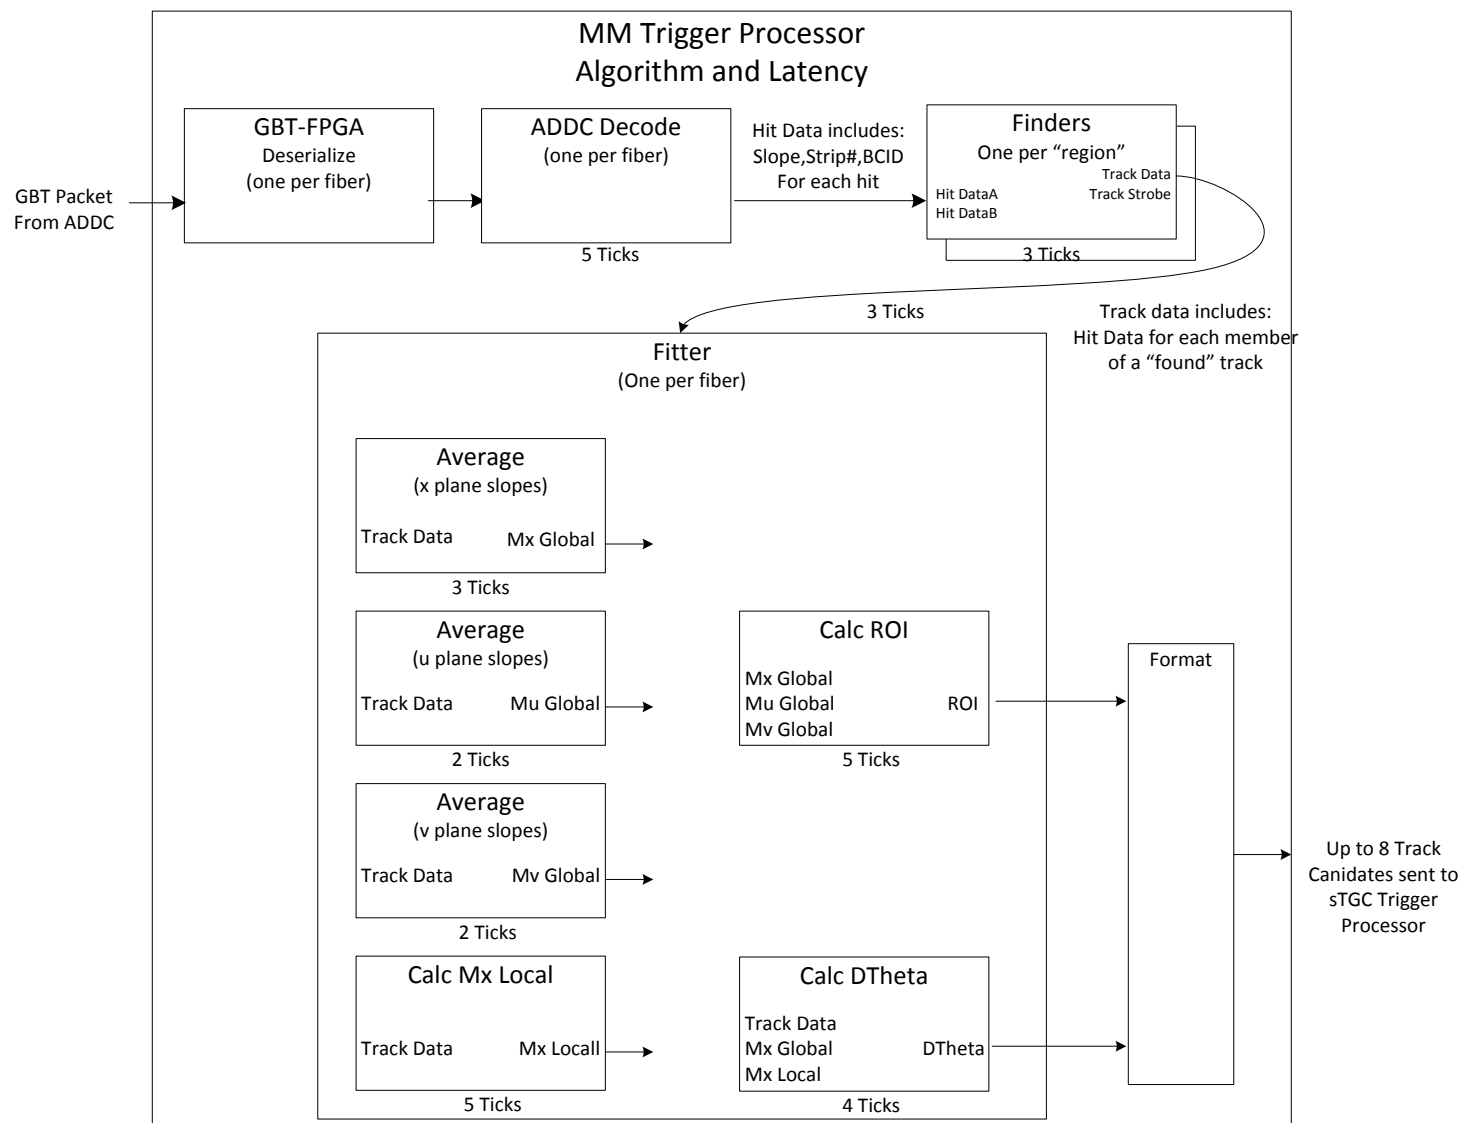 MM Trigger Processor
Algorithm and Latency
GBT Packet
From ADDC
GBT-FPGA
Deserialize
(one per fiber)
ADDC Decode
(one per fiber)
5 Ticks
Hit Data includes:
Slope,Strip#,BCID
For each hit
Finders
One per “region”
Track Data
Hit DataA
Track Strobe
Hit DataB
3 Ticks
3 Ticks
Track data includes:
Hit Data for each member
of a “found” track
Fitter
(One per fiber)
Average
(x plane slopes)
Track Data
Mx Global
3 Ticks
Average
(u plane slopes)
Track Data
Mu Global
2 Ticks
Average
(v plane slopes)
Track Data
Mv Global
2 Ticks
Calc Mx Local
Track Data
Mx Locall
5 Ticks
Calc ROI
Mx Global
Mu Global
ROI
Mv Global
5 Ticks
Calc DTheta
Track Data
Mx Global
DTheta
Mx Local
4 Ticks
Format
Up to 8 Track
Canidates sent to
sTGC Trigger
Processor